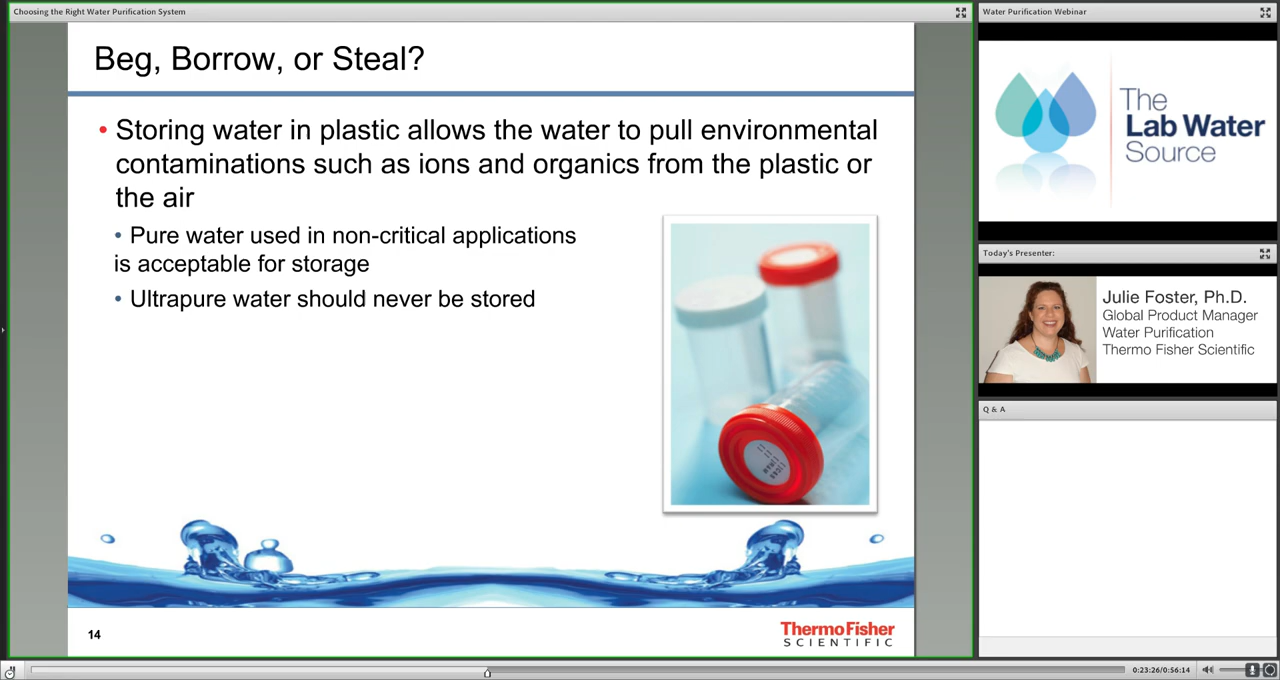 Choosing the Right Water Purification System
Beg, Borrow, or Steal?
• Storing water in plastic allows the water to pull environmental
contaminations such as ions and organics from the plastic or
the air
• Pure water used in non-critical applications
is acceptable for storage
• Ultrapure water should never be stored
14
ThermoFisher
SCIENTIFIC
Water Purification Webinar
The
Lab Water
Source
Today's Presenter:
Julie Foster, Ph.D.
Global Product Manager
Water Purification
Thermo Fisher Scientific
Q & A
0:23:26/0:56:14